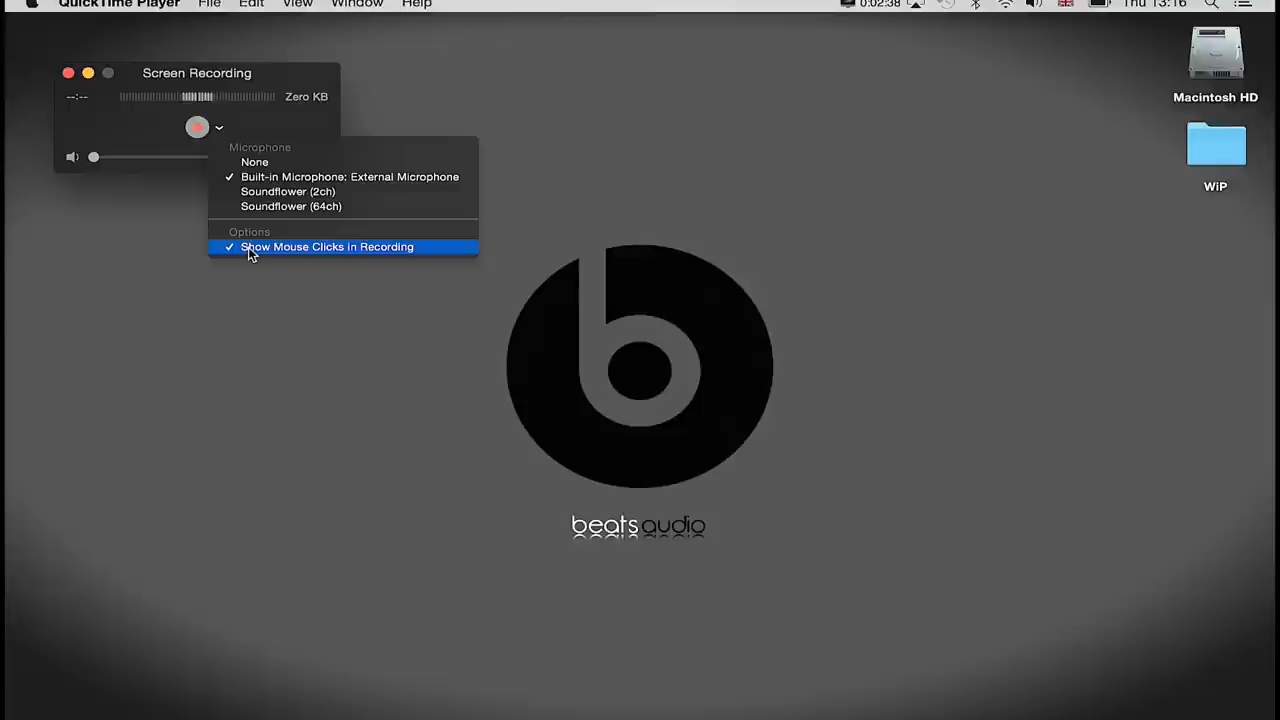 QuickTime Player File Edit View Window Help 0:02:38 Thu 13:16
Screen Recording
--:-- Zero KB
Microphone
None
✓ Built-in Microphone: External Microphone
Soundflower (2ch)
Soundflower (64ch)
Options
✓ Show Mouse Clicks in Recording
Macintosh HD
WiP
b
beats audio